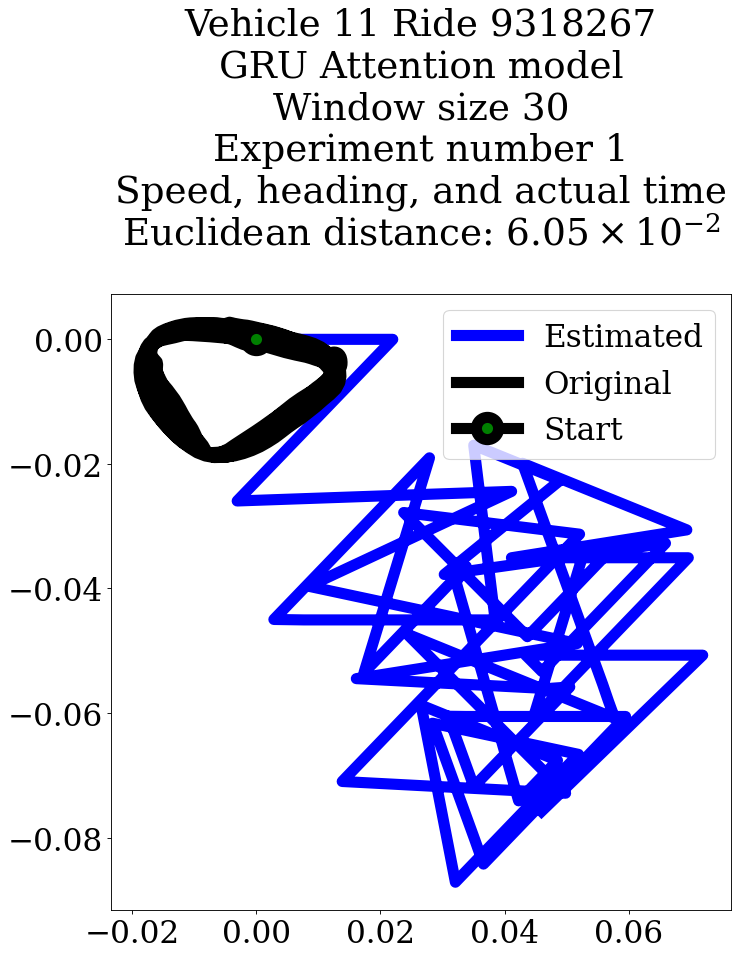 Vehicle 11 Ride 9318267
GRU Attention model
Window size 30
Experiment number 1
Speed, heading, and actual time
Euclidean distance: 6.05 × 10⁻²
Estimated
Original
Start
0.00
−0.02
−0.04
−0.06
−0.08
−0.02 0.00 0.02 0.04 0.06